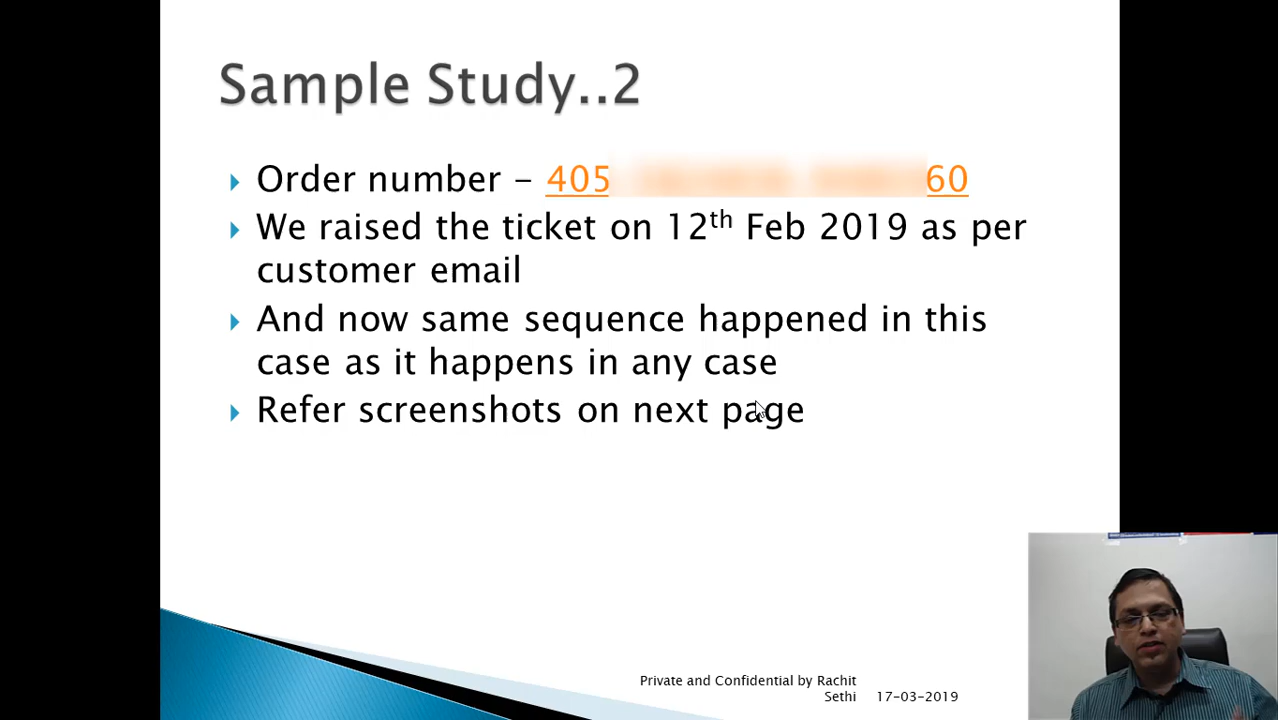 Sample Study..2
Order number – 405 60
We raised the ticket on 12th Feb 2019 as per
customer email
And now same sequence happened in this
case as it happens in any case
Refer screenshots on next page
Private and Confidential by Rachit
Sethi 17-03-2019